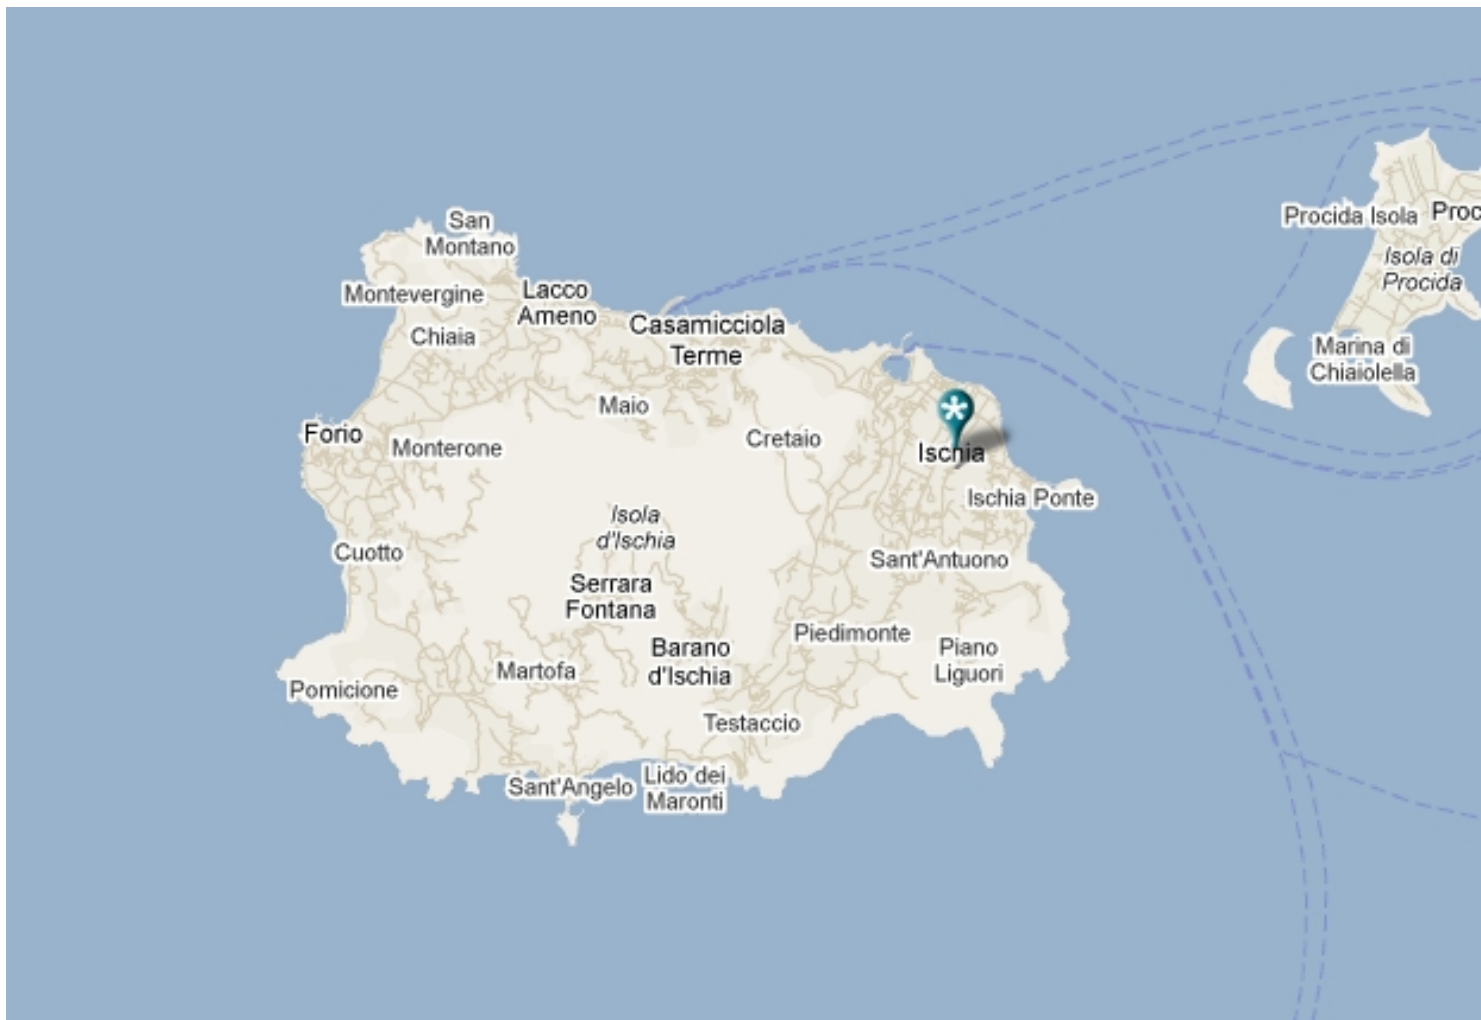 San
Montano
Montevergine
Lacco
Ameno
Chiaia
Casamicciola
Terme
Procida Isola
Isola di
Procida
Marina di
Chiaiolella
Maio
Forio
Monterone
Cretaio
Ischia
Ischia Ponte
Isola
d'Ischia
Cuotto
Sant'Antuono
Serrara
Fontana
Piedimonte
Barano
d'Ischia
Piano
Liguori
Martofa
Pomicione
Testaccio
Sant'Angelo
Lido dei
Maronti